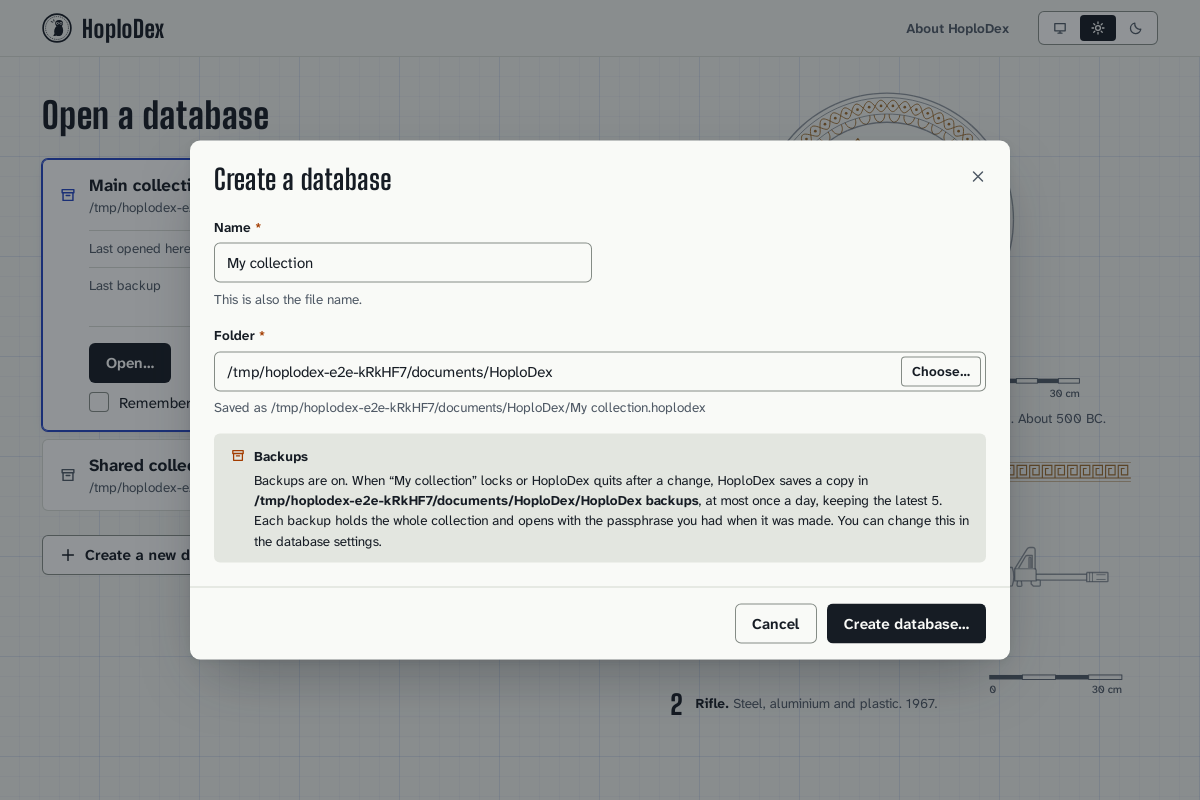 HoploDex
About HoploDex
Open a database
Main collecti
/tmp/hoplodex-e
Last opened here
Last backup
Open…
Remember
Shared colle
/tmp/hoplodex-e
Create a new d
Create a database
Name *
My collection
This is also the file name.
Folder *
/tmp/hoplodex-e2e-kRkHF7/documents/HoploDex
Choose…
Saved as /tmp/hoplodex-e2e-kRkHF7/documents/HoploDex/My collection.hoplodex
Backups
Backups are on. When “My collection” locks or HoploDex quits after a change, HoploDex saves a copy in
/tmp/hoplodex-e2e-kRkHF7/documents/HoploDex/HoploDex backups, at most once a day, keeping the latest 5.
Each backup holds the whole collection and opens with the passphrase you had when it was made. You can change this in
the database settings.
Cancel
Create database…
30 cm
. About 500 BC.
0 30 cm
2 Rifle. Steel, aluminium and plastic. 1967.